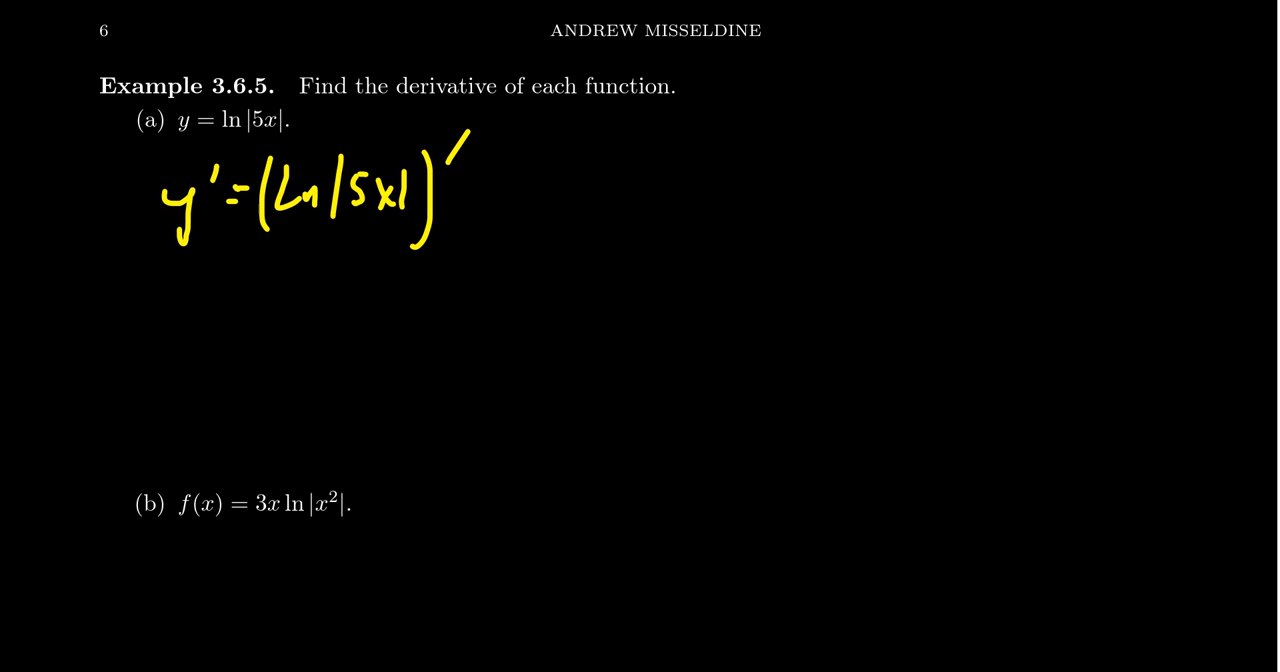 6 ANDREW MISSELDINE
Example 3.6.5. Find the derivative of each function.
(a) y = ln |5x|.
y' = (ln |5x|)'
(b) f(x) = 3x ln |x²|.